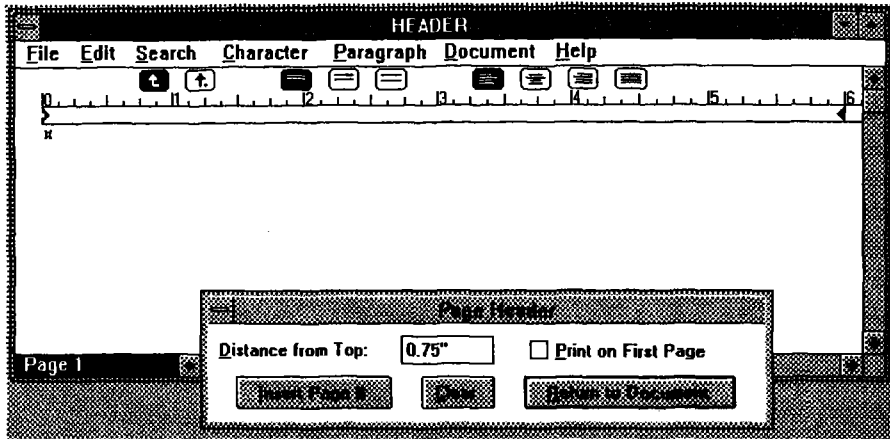 HEADER
File Edit Search Character Paragraph Document Help
0 1 2 3 4 5 6
Page Header
Distance from Top: 0.75" Print on First Page
Page 1
Insert Page # Clear Return to Document